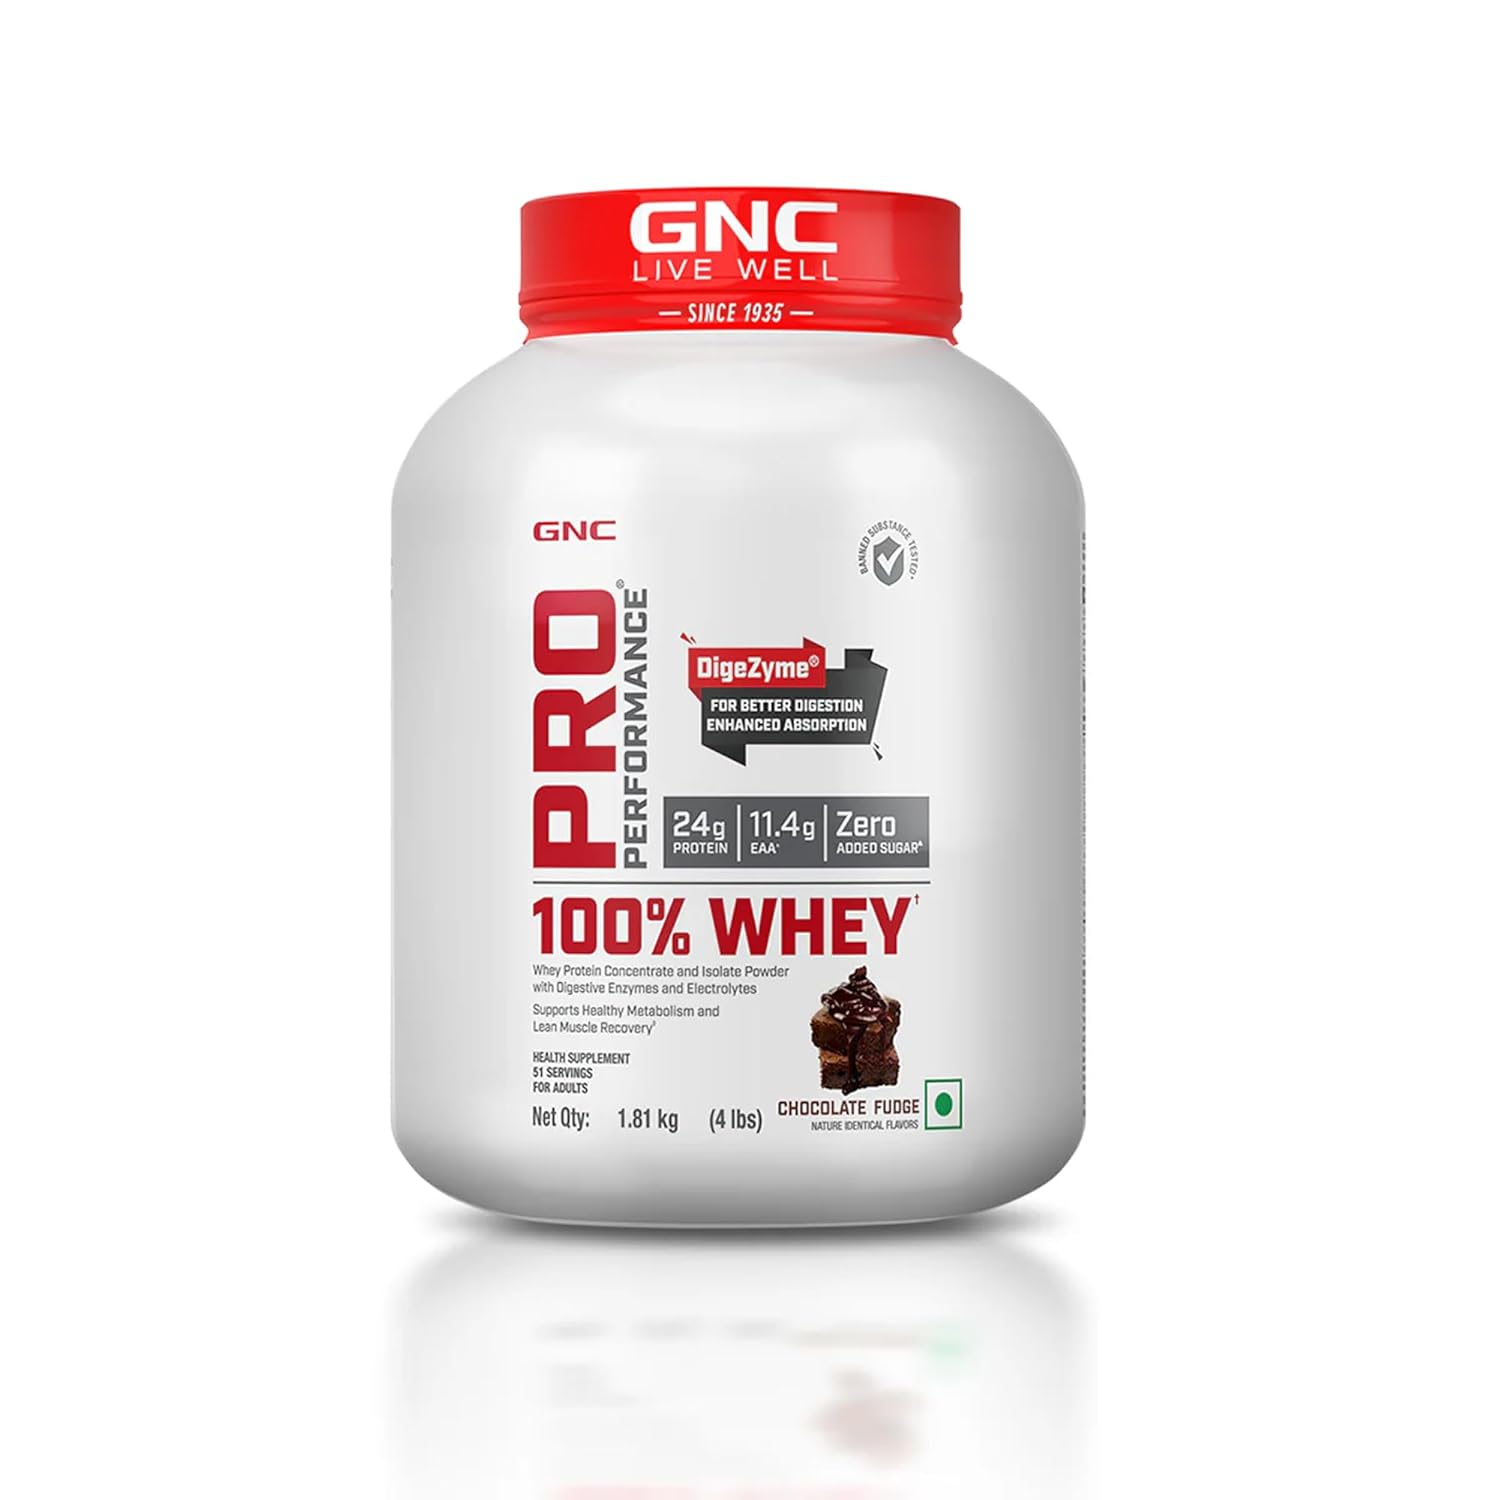 GNC
LIVE WELL
— SINCE 1935 —
GNC
BANNED SUBSTANCE TESTED
PRO
PERFORMANCE®
DigeZyme®
FOR BETTER DIGESTION
ENHANCED ABSORPTION
24g
PROTEIN
11.4g
EAA
Zero
ADDED SUGAR
100% WHEY†
Whey Protein Concentrate and Isolate Powder
with Digestive Enzymes and Electrolytes
Supports Healthy Metabolism and
Lean Muscle Recovery‡
HEALTH SUPPLEMENT
51 SERVINGS
FOR ADULTS
Net Qty: 1.81 kg (4 lbs)
CHOCOLATE FUDGE
NATURE IDENTICAL FLAVORS